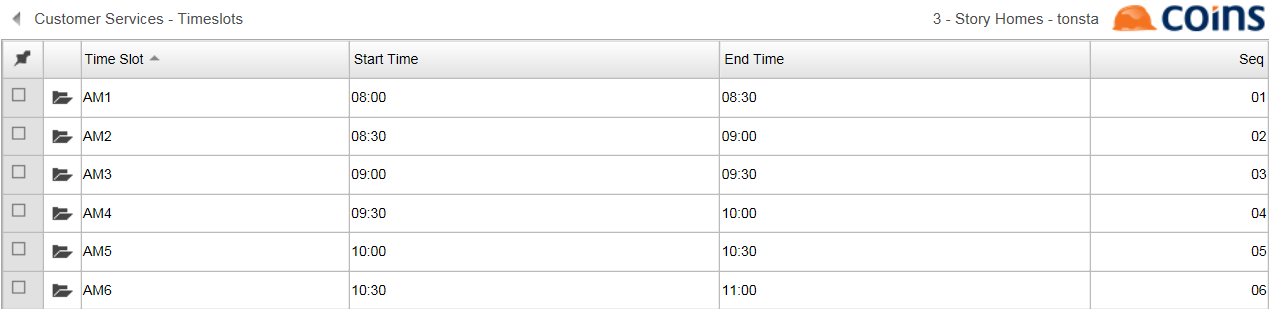 Customer Services - Timeslots 3 - Story Homes - tonsta coins
Time Slot Start Time End Time Seq
AM1 08:00 08:30 01
AM2 08:30 09:00 02
AM3 09:00 09:30 03
AM4 09:30 10:00 04
AM5 10:00 10:30 05
AM6 10:30 11:00 06